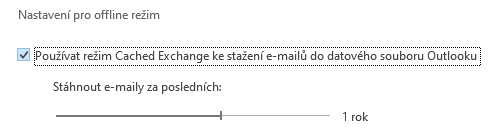 Nastavení pro offline režim
Používat režim Cached Exchange ke stažení e-mailů do datového souboru Outlooku
Stáhnout e-maily za posledních:
1 rok